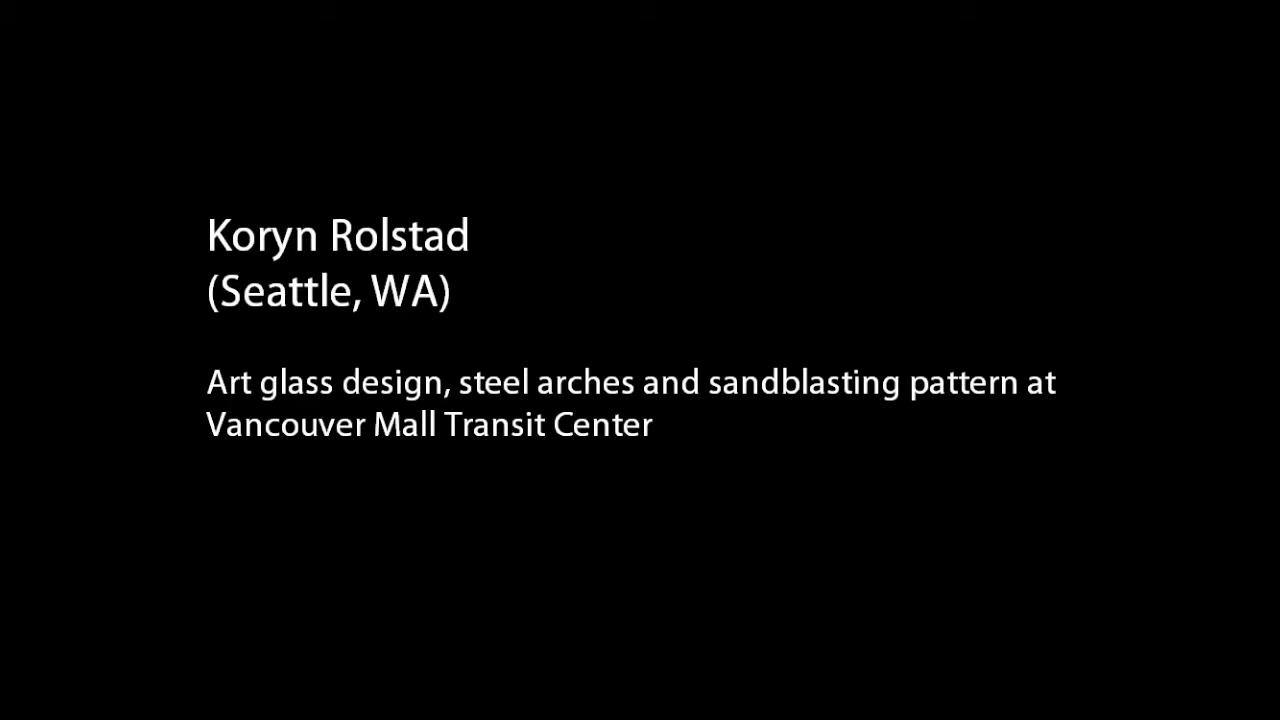 Koryn Rolstad
(Seattle, WA)
Art glass design, steel arches and sandblasting pattern at
Vancouver Mall Transit Center